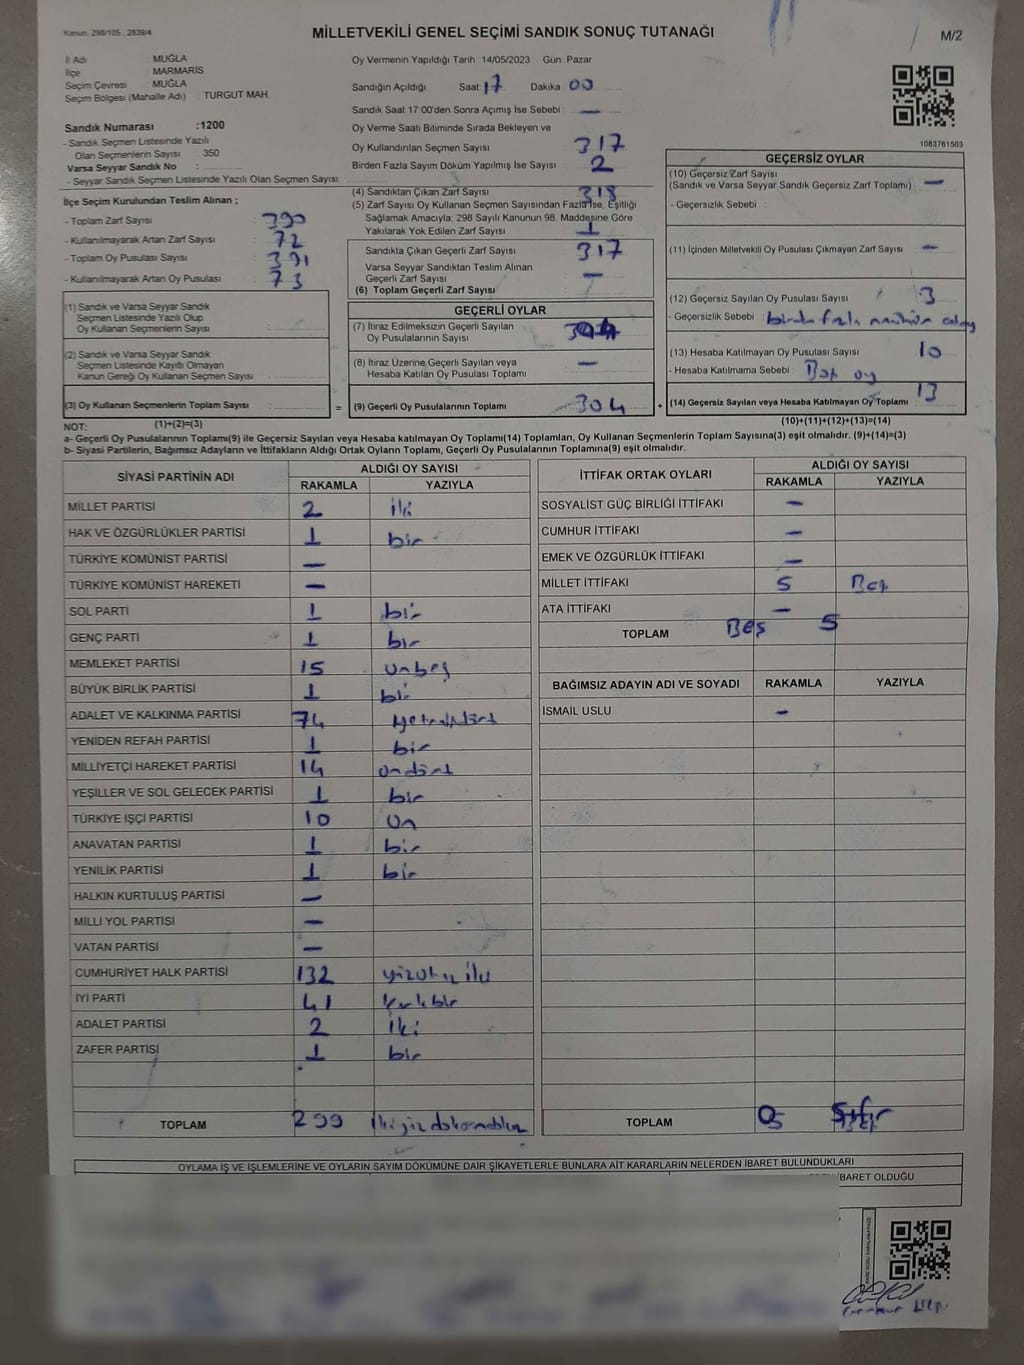 Kanun: 298/105 , 2839/4
MİLLETVEKİLİ GENEL SEÇİMİ SANDIK SONUÇ TUTANAĞI
M/2
İl Adı : MUĞLA
İlçe : MARMARİS
Seçim Çevresi : MUĞLA
Seçim Bölgesi (Mahalle Adı) : TURGUT MAH.
Oy Vermenin Yapıldığı Tarih 14/05/2023 Gün: Pazar
Sandığın Açıldığı Saat 17 Dakika 00
Sandık Saat 17:00'den Sonra Açımış İse Sebebi : —
Sandık Numarası :1200
- Sandık Seçmen Listesinde Yazılı
Olan Seçmenlerin Sayısı : 350
Varsa Seyyar Sandık No :
- Seyyar Sandık Seçmen Listesinde Yazılı Olan Seçmen Sayısı :
Oy Verme Saati Bitiminde Sırada Bekleyen ve
Oy Kullandırılan Seçmen Sayısı : 317
Birden Fazla Sayım Döküm Yapılmış İse Sayısı : 2
1083761503
İlçe Seçim Kurulundan Teslim Alınan ;
- Toplam Zarf Sayısı : 390
- Kullanılmayarak Artan Zarf Sayısı : 72
- Toplam Oy Pusulası Sayısı : 391
- Kullanılmayarak Artan Oy Pusulası : 73
(4) Sandıktan Çıkan Zarf Sayısı : 318
(5) Zarf Sayısı Oy Kullanan Seçmen Sayısından Fazla İse, Eşitliği
Sağlamak Amacıyla; 298 Sayılı Kanunun 98. Maddesine Göre
Yakılarak Yok Edilen Zarf Sayısı : 1
Sandıkta Çıkan Geçerli Zarf Sayısı : 317
Varsa Seyyar Sandıktan Teslim Alınan
Geçerli Zarf Sayısı : —
(6) Toplam Geçerli Zarf Sayısı :
GEÇERSİZ OYLAR
(10) Geçersiz Zarf Sayısı
(Sandık ve Varsa Seyyar Sandık Geçersiz Zarf Toplamı) : —
- Geçersizlik Sebebi :
(11) İçinden Milletvekili Oy Pusulası Çıkmayan Zarf Sayısı : —
(12) Geçersiz Sayılan Oy Pusulası Sayısı : 3
- Geçersizlik Sebebi :
(13) Hesaba Katılmayan Oy Pusulası Sayısı : 10
- Hesaba Katılmama Sebebi : Boş oy
(14) Geçersiz Sayılan veya Hesaba Katılmayan Oy Toplamı : 13
(10)+(11)+(12)+(13)=(14)
(1) Sandık ve Varsa Seyyar Sandık
Seçmen Listesinde Yazılı Olup
Oy Kullanan Seçmenlerin Sayısı :
(2) Sandık ve Varsa Seyyar Sandık
Seçmen Listesinde Kayıtlı Olmayan
Kanun Gereği Oy Kullanan Seçmen Sayısı :
(3) Oy Kullanan Seçmenlerin Toplam Sayısı : =
(1)+(2)=(3)
GEÇERLİ OYLAR
(7) İtiraz Edilmeksizin Geçerli Sayılan
Oy Pusulalarının Sayısı :
(8) İtiraz Üzerine Geçerli Sayılan veya
Hesaba Katılan Oy Pusulası Toplamı : —
(9) Geçerli Oy Pusulalarının Toplamı : 304 +
NOT:
a- Geçerli Oy Pusulalarının Toplamı(9) ile Geçersiz Sayılan veya Hesaba katılmayan Oy Toplamı(14) Toplamları, Oy Kullanan Seçmenlerin Toplam Sayısına(3) eşit olmalıdır. (9)+(14)=(3)
b- Siyasi Partilerin, Bağımsız Adayların ve İttifakların Aldığı Ortak Oyların Toplamı, Geçerli Oy Pusulalarının Toplamına(9) eşit olmalıdır.
SİYASİ PARTİNİN ADI ALDIĞI OY SAYISI
RAKAMLA YAZIYLA
MİLLET PARTİSİ 2 iki
HAK VE ÖZGÜRLÜKLER PARTİSİ 1 bir
TÜRKİYE KOMÜNİST PARTİSİ —
TÜRKİYE KOMÜNİST HAREKETİ —
SOL PARTİ 1 bir
GENÇ PARTİ 1 bir
MEMLEKET PARTİSİ 15 onbeş
BÜYÜK BİRLİK PARTİSİ 1 bir
ADALET VE KALKINMA PARTİSİ 74 yetmişdört
YENİDEN REFAH PARTİSİ 1 bir
MİLLİYETÇİ HAREKET PARTİSİ 14 ondört
YEŞİLLER VE SOL GELECEK PARTİSİ 1 bir
TÜRKİYE İŞÇİ PARTİSİ 10 on
ANAVATAN PARTİSİ 1 bir
YENİLİK PARTİSİ 1 bir
HALKIN KURTULUŞ PARTİSİ —
MİLLİ YOL PARTİSİ —
VATAN PARTİSİ —
CUMHURİYET HALK PARTİSİ 132 yüzotuziki
İYİ PARTİ 41 kırkbir
ADALET PARTİSİ 2 iki
ZAFER PARTİSİ 1 bir
TOPLAM 299 ikiyüzdoksandokuz
İTTİFAK ORTAK OYLARI ALDIĞI OY SAYISI
RAKAMLA YAZIYLA
SOSYALİST GÜÇ BİRLİĞİ İTTİFAKI —
CUMHUR İTTİFAKI —
EMEK VE ÖZGÜRLÜK İTTİFAKI —
MİLLET İTTİFAKI 5 Beş
ATA İTTİFAKI —
TOPLAM Beş 5
BAĞIMSIZ ADAYIN ADI VE SOYADI RAKAMLA YAZIYLA
İSMAİL USLU —
TOPLAM
OYLAMA İŞ VE İŞLEMLERİNE VE OYLARIN SAYIM DÖKÜMÜNE DAİR ŞİKAYETLERLE BUNLARA AİT KARARLARIN NELERDEN İBARET BULUNDUKLARI
İBARET OLDUĞU